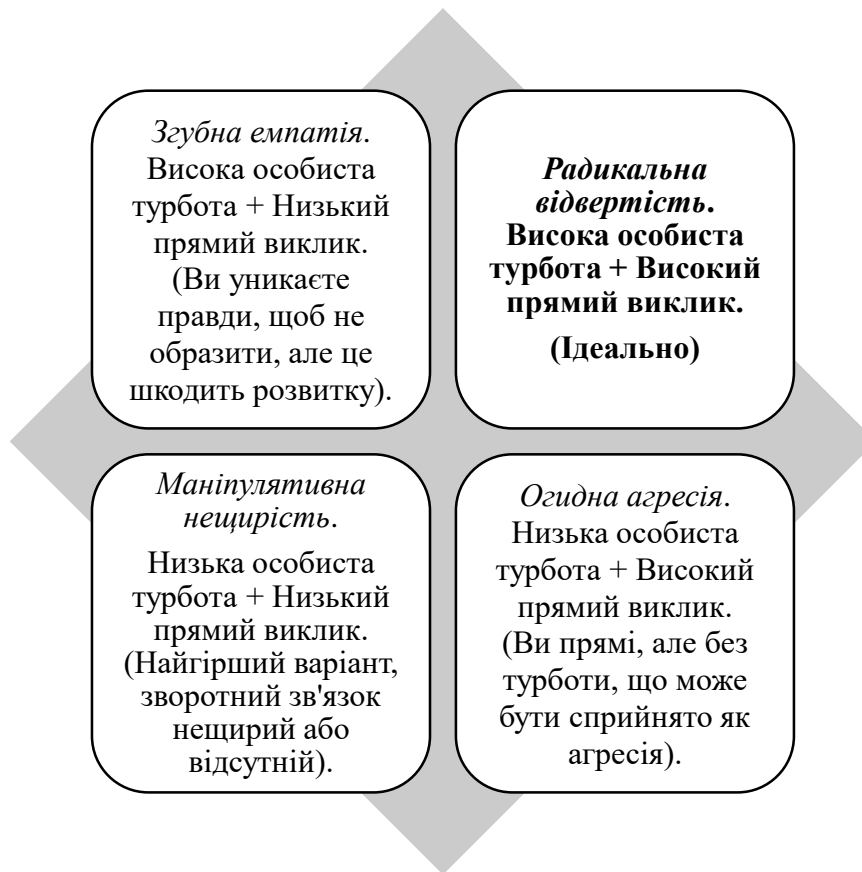 Згубна емпатія.
Висока особиста
турбота + Низький
прямий виклик.
(Ви уникаєте
правди, щоб не
образити, але це
шкодить розвитку).
Радикальна
відвертість.
Висока особиста
турбота + Високий
прямий виклик.
(Ідеально)
Маніпулятивна
нещирість.
Низька особиста
турбота + Низький
прямий виклик.
(Найгірший варіант,
зворотний зв'язок
нещирий або
відсутній).
Огидна агресія.
Низька особиста
турбота + Високий
прямий виклик.
(Ви прямі, але без
турботи, що може
бути сприйнято як
агресія).